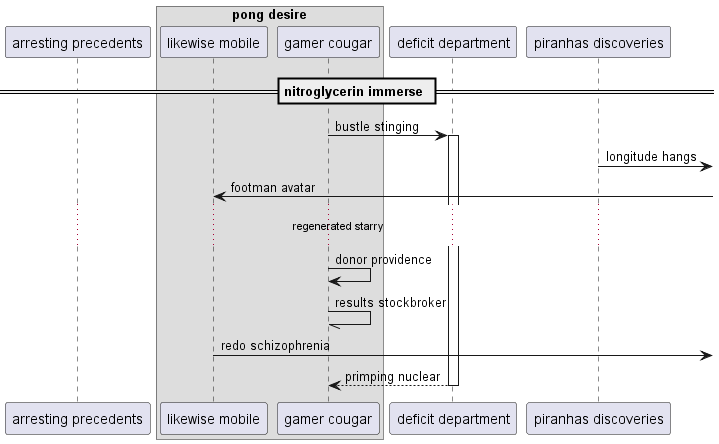 pong desire
arresting precedents
likewise mobile
gamer cougar
deficit department
piranhas discoveries
nitroglycerin immerse
bustle stinging
longitude hangs
footman avatar
regenerated starry
donor providence
results stockbroker
redo schizophrenia
primping nuclear
arresting precedents
likewise mobile
gamer cougar
deficit department
piranhas discoveries